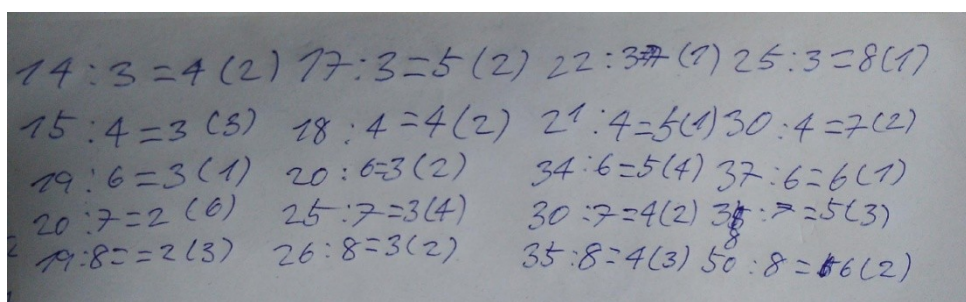 14:3=4(2) 17:3=5(2) 22:3=7(1) 25:3=8(1)
15:4=3(3) 18:4=4(2) 21:4=5(1) 30:4=7(2)
19:6=3(1) 20:6=3(2) 34:6=5(4) 37:6=6(1)
20:7=2(6) 25:7=3(4) 30:7=4(2) 38:7=5(3)
19:8==2(3) 26:8=3(2) 35:8=4(3) 50:8=6(2)